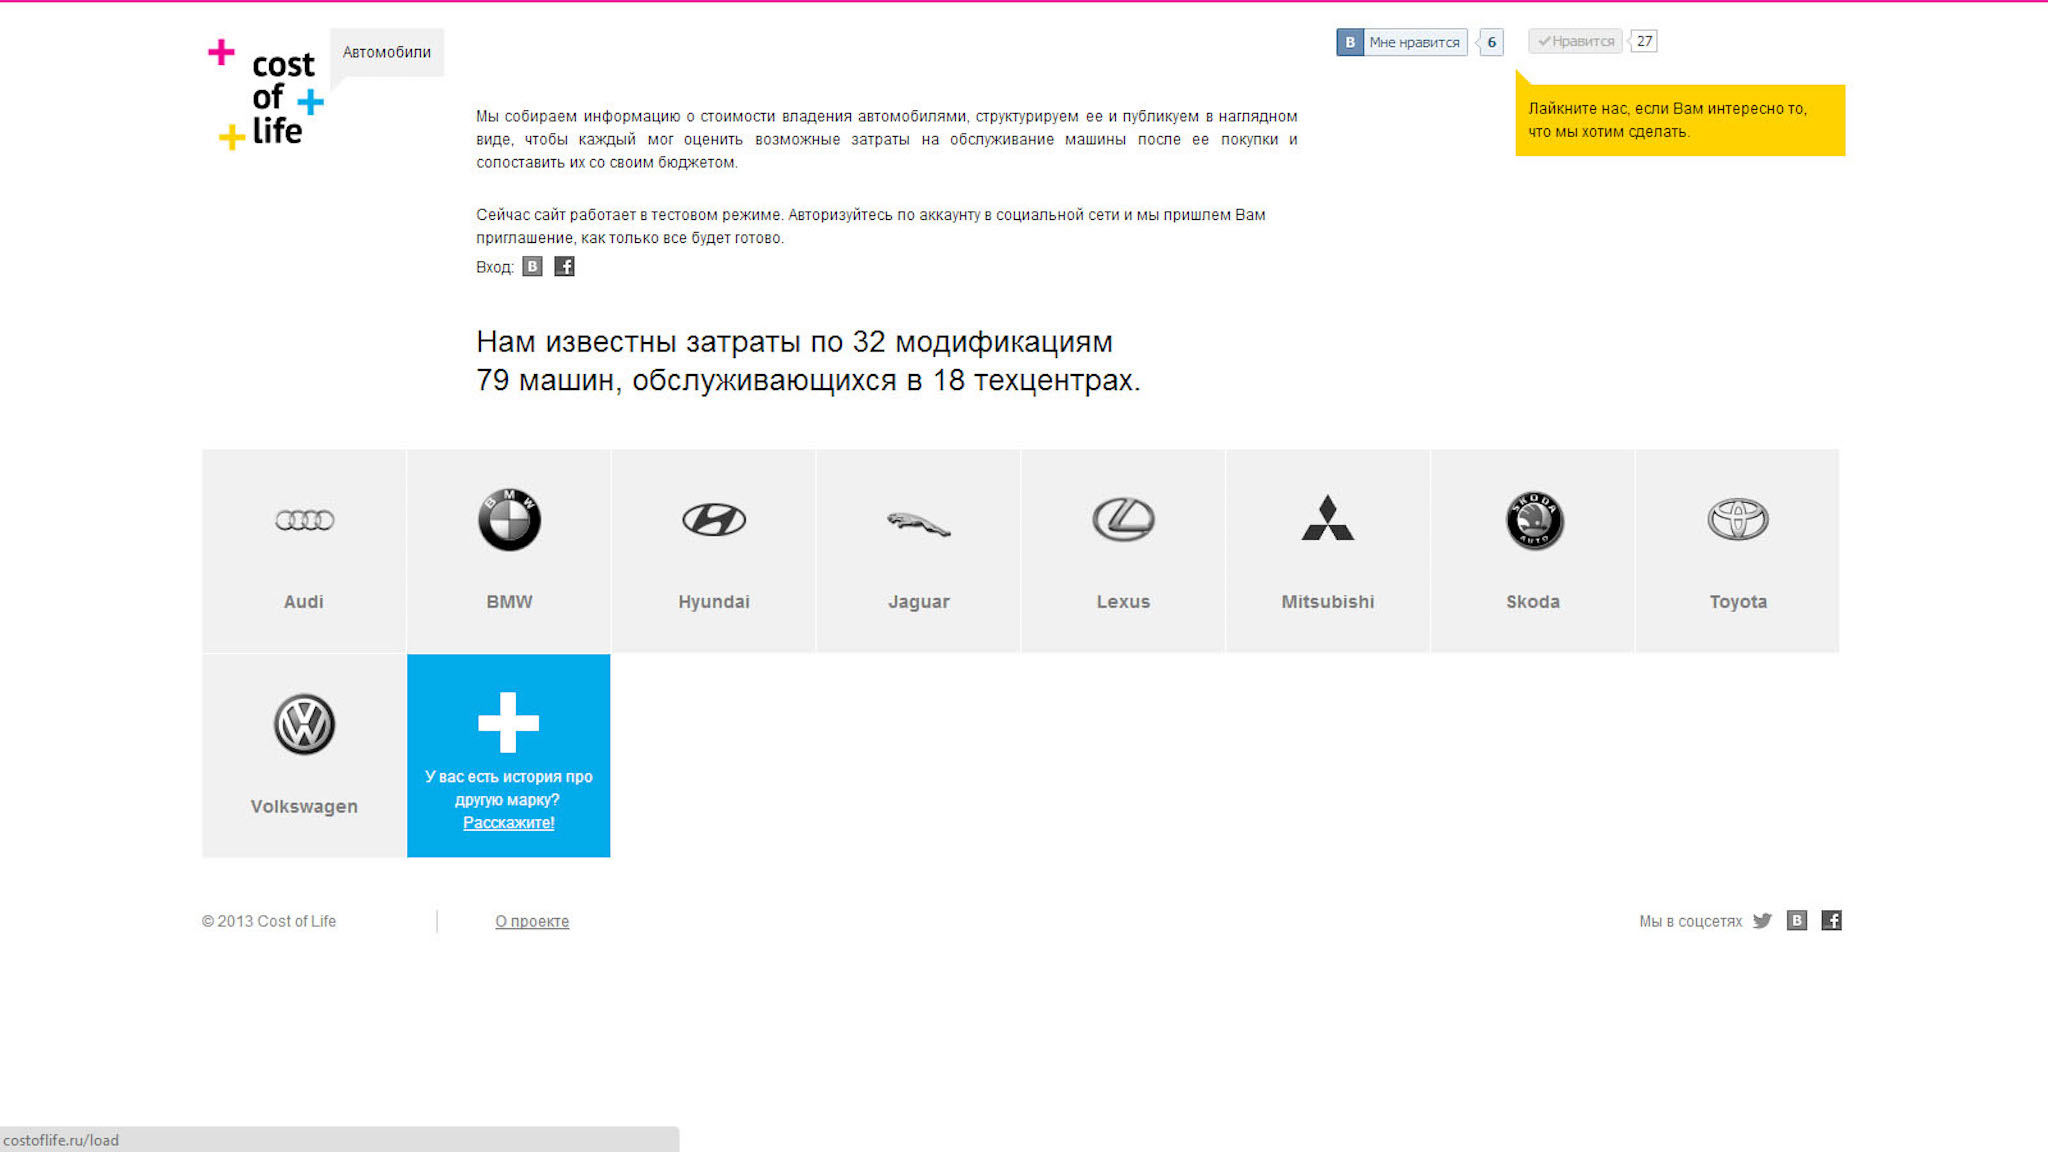 cost
of
life
Автомобили
B Мне нравится 6
Нравится 27
Лайкните нас, если Вам интересно то,
что мы хотим сделать.
Мы собираем информацию о стоимости владения автомобилями, структурируем ее и публикуем в наглядном
виде, чтобы каждый мог оценить возможные затраты на обслуживание машины после ее покупки и
сопоставить их со своим бюджетом.
Сейчас сайт работает в тестовом режиме. Авторизуйтесь по аккаунту в социальной сети и мы пришлем Вам
приглашение, как только все будет готово.
Вход: B f
Нам известны затраты по 32 модификациям
79 машин, обслуживающихся в 18 техцентрах.
BMW
SKODA
AUTO
Audi BMW Hyundai Jaguar Lexus Mitsubishi Skoda Toyota
Volkswagen
У вас есть история про
другую марку?
Расскажите!
© 2013 Cost of Life О проекте Мы в соцсетях B f
costoflife.ru/load